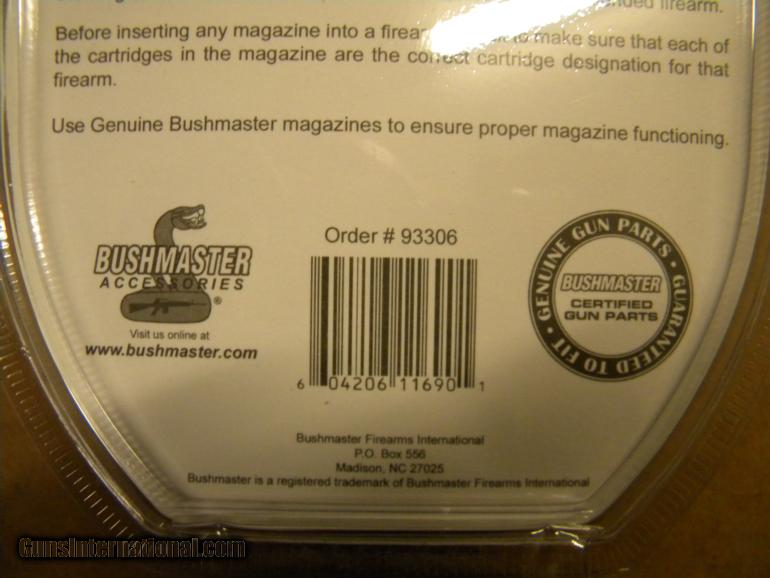 firearm.
Before inserting any magazine into a make sure that each of
the cartridges in the magazine are the correct cartridge designation for that
firearm.
Use Genuine Bushmaster magazines to ensure proper magazine functioning.
BUSHMASTER
ACCESSORIES
®
Visit us online at
www.bushmaster.com
Order # 93306
6 04206 11690 1
GENUINE GUN PARTS • GUARANTEED TO FIT •
BUSHMASTER
CERTIFIED
GUN PARTS
Bushmaster Firearms International
P.O. Box 556
Madison, NC 27025
Bushmaster is a registered trademark of Bushmaster Firearms International
GunsInternational.com